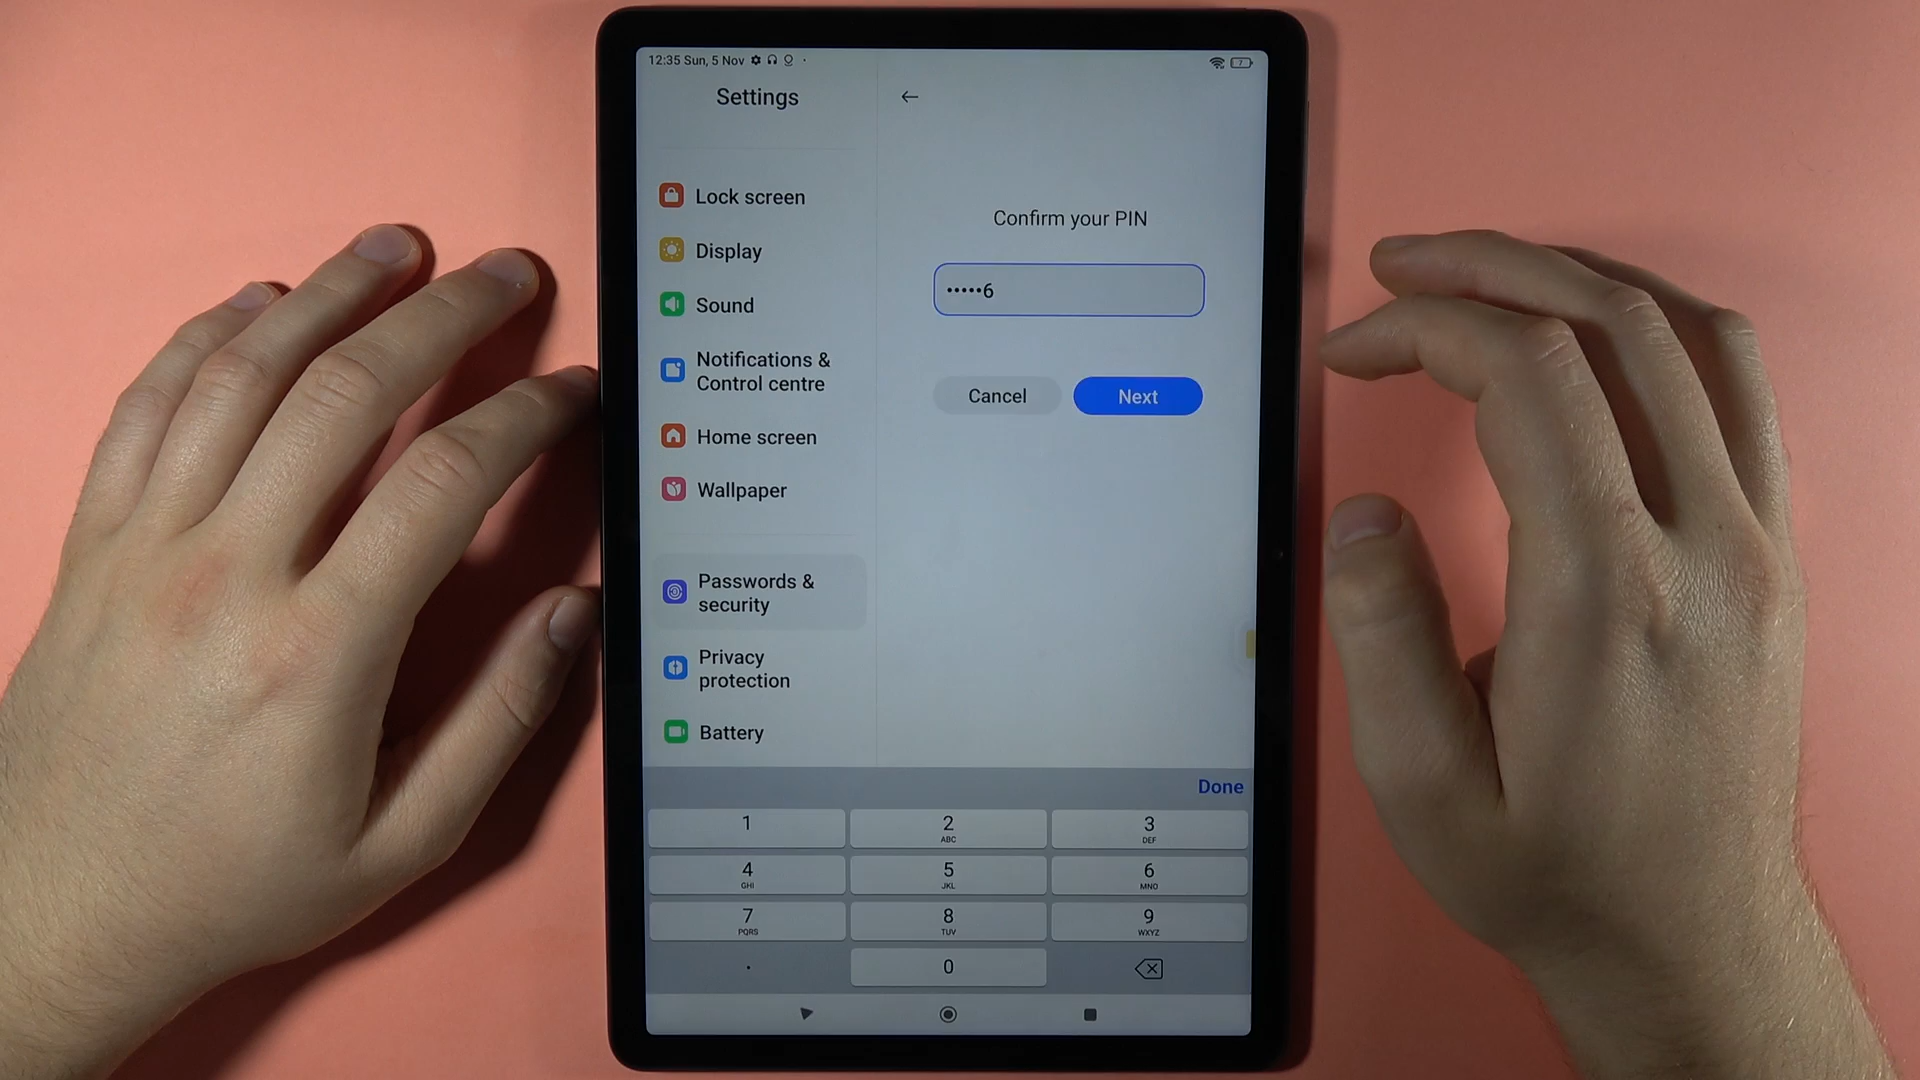 12:35 Sun, 5 Nov
7
Settings
Lock screen
Display
Sound
Notifications &
Control centre
Home screen
Wallpaper
Passwords &
security
Privacy
protection
Battery
Confirm your PIN
•••••6
Cancel
Next
Done
1
2
ABC
3
DEF
4
GHI
5
JKL
6
MNO
7
PQRS
8
TUV
9
WXYZ
.
0